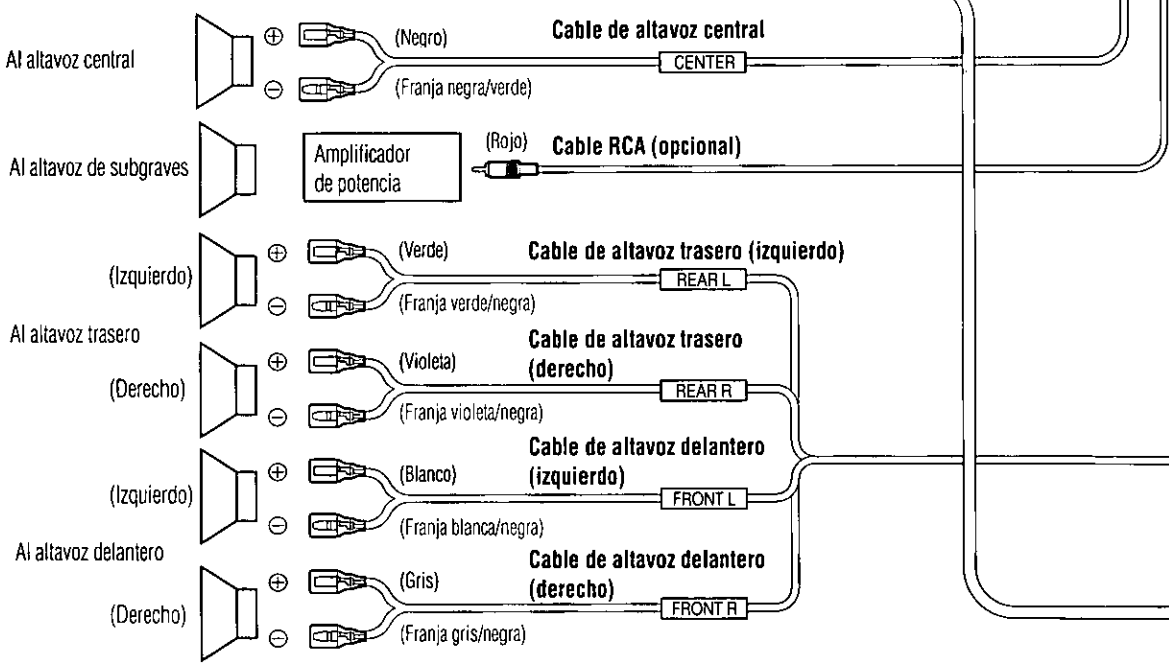 Al altavoz central
⊕
(Negro)
Cable de altavoz central
CENTER
⊖
(Franja negra/verde)
Al altavoz de subgraves
Amplificador
de potencia
(Rojo)
Cable RCA (opcional)
(Izquierdo)
⊕
(Verde)
Cable de altavoz trasero (izquierdo)
REAR L
⊖
(Franja verde/negra)
Al altavoz trasero
(Derecho)
⊕
(Violeta)
Cable de altavoz trasero
(derecho)
REAR R
⊖
(Franja violeta/negra)
(Izquierdo)
⊕
(Blanco)
Cable de altavoz delantero
(izquierdo)
FRONT L
⊖
(Franja blanca/negra)
Al altavoz delantero
(Derecho)
⊕
(Gris)
Cable de altavoz delantero
(derecho)
FRONT R
⊖
(Franja gris/negra)